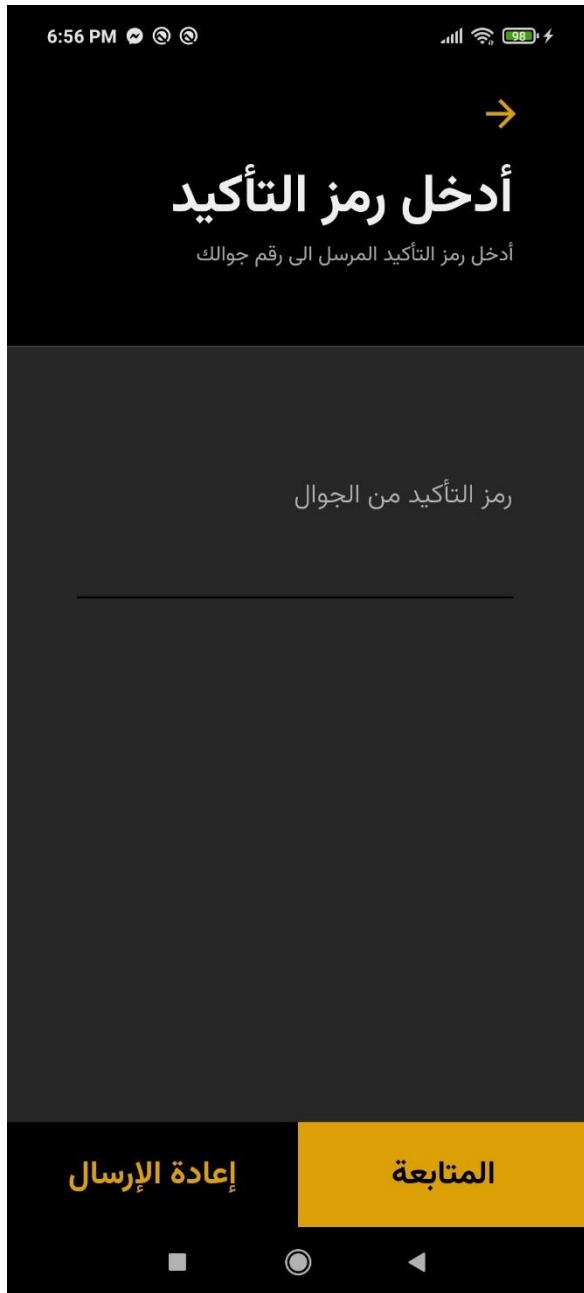 6:56 PM
98
أدخل رمز التأكيد
أدخل رمز التأكيد المرسل الى رقم جوالك
رمز التأكيد من الجوال
المتابعة
إعادة الإرسال